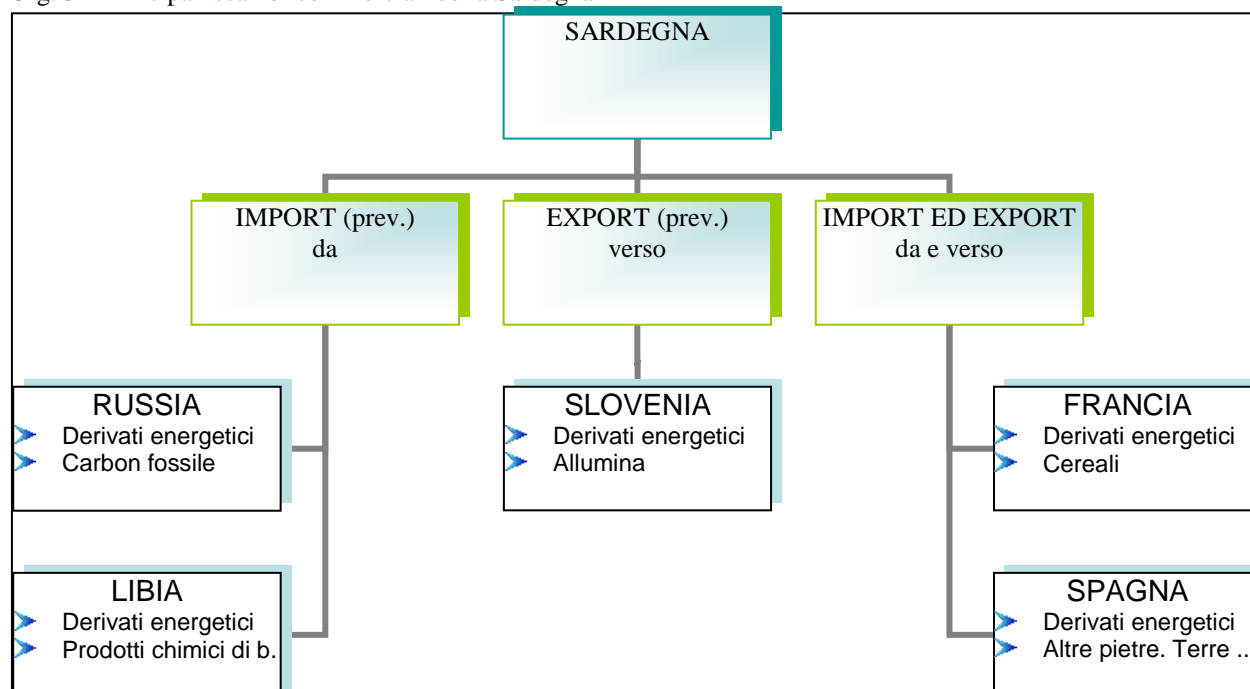 SARDEGNA
IMPORT (prev.)
da
EXPORT (prev.)
verso
IMPORT ED EXPORT
da e verso
RUSSIA
Derivati energetici
Carbon fossile
SLOVENIA
Derivati energetici
Allumina
FRANCIA
Derivati energetici
Cereali
LIBIA
Derivati energetici
Prodotti chimici di b.
SPAGNA
Derivati energetici
Altre pietre. Terre ..